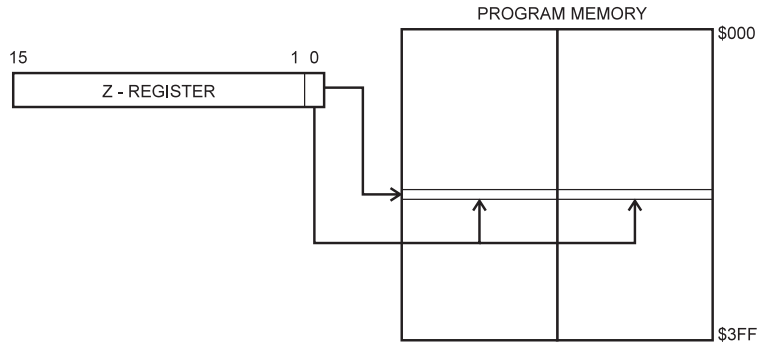 PROGRAM MEMORY
$000
15 1 0
Z - REGISTER
$3FF